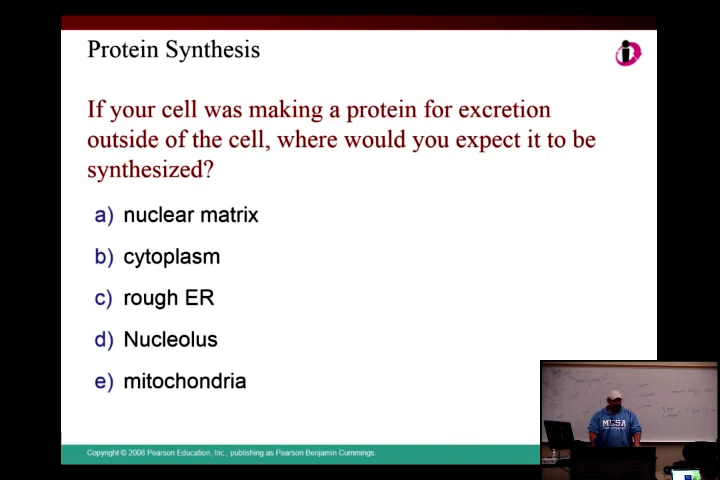 Protein Synthesis
If your cell was making a protein for excretion
outside of the cell, where would you expect it to be
synthesized?
a) nuclear matrix
b) cytoplasm
c) rough ER
d) Nucleolus
e) mitochondria
MESA
Copyright © 2008 Pearson Education, Inc., publishing as Pearson Benjamin Cummings.